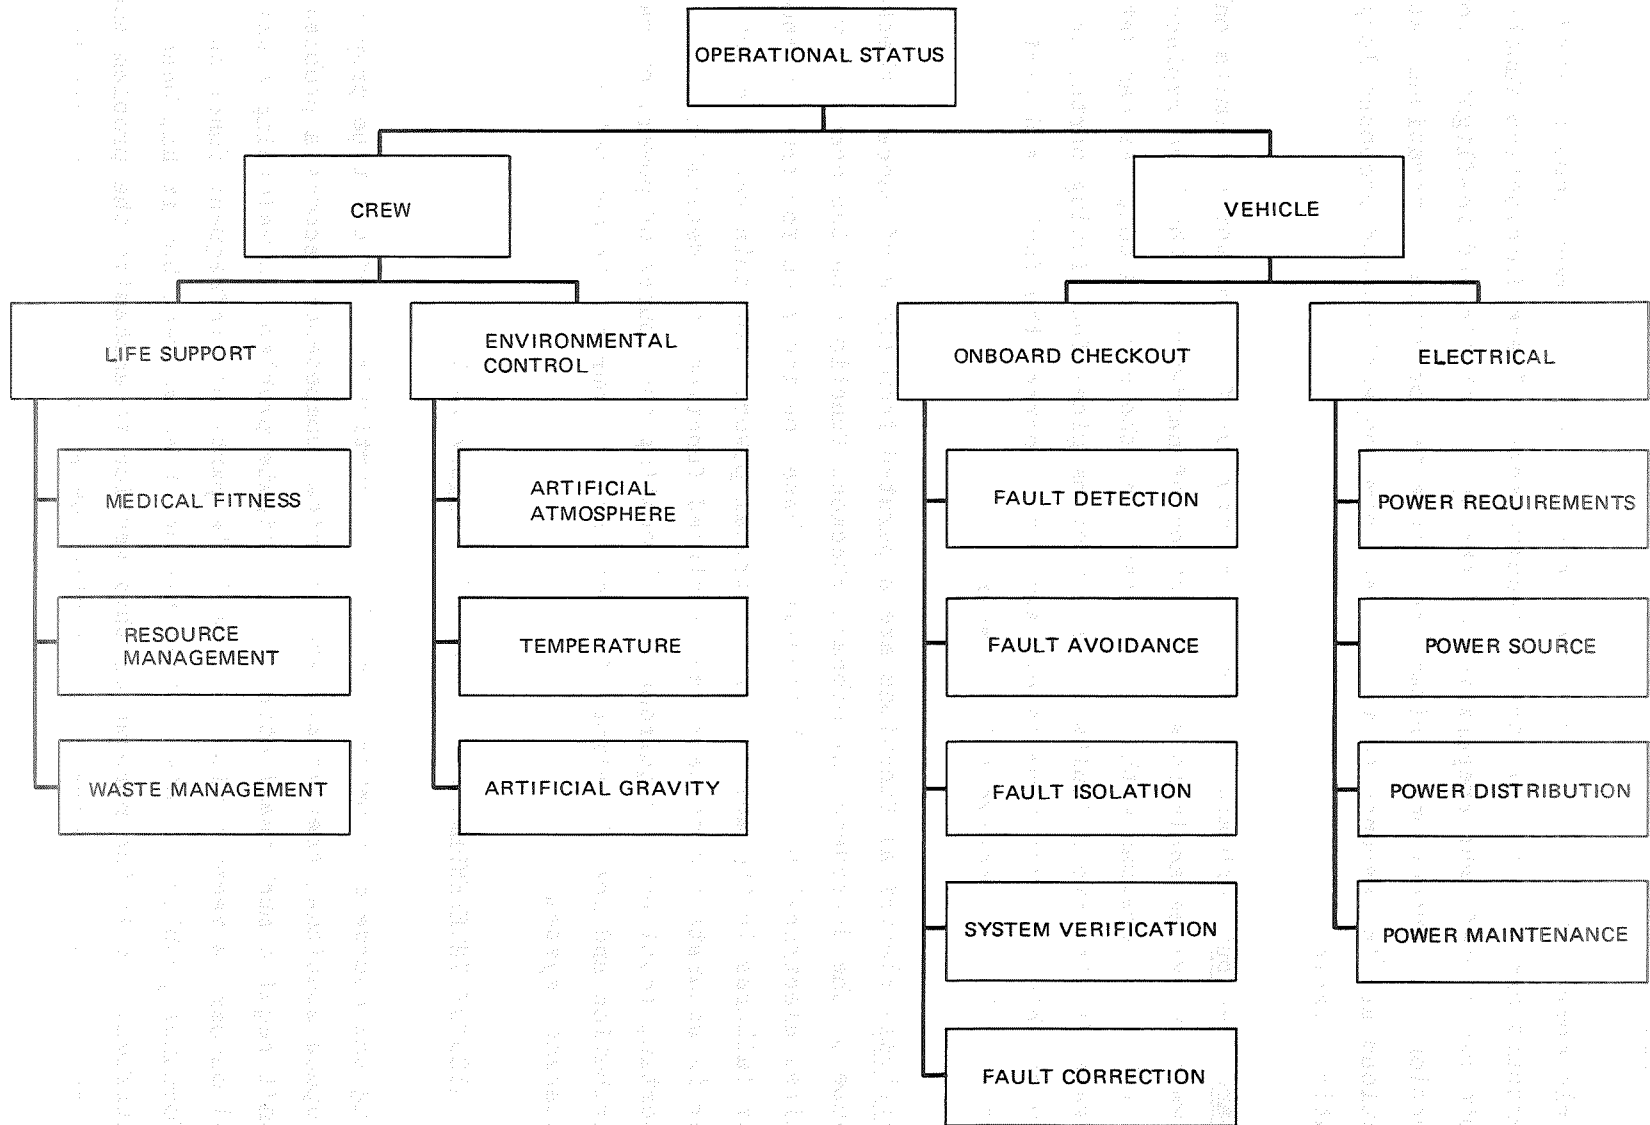 OPERATIONAL STATUS
CREW
VEHICLE
LIFE SUPPORT
ENVIRONMENTAL
CONTROL
ONBOARD CHECKOUT
ELECTRICAL
MEDICAL FITNESS
ARTIFICIAL
ATMOSPHERE
FAULT DETECTION
POWER REQUIREMENTS
RESOURCE
MANAGEMENT
TEMPERATURE
FAULT AVOIDANCE
POWER SOURCE
WASTE MANAGEMENT
ARTIFICIAL GRAVITY
FAULT ISOLATION
POWER DISTRIBUTION
SYSTEM VERIFICATION
POWER MAINTENANCE
FAULT CORRECTION